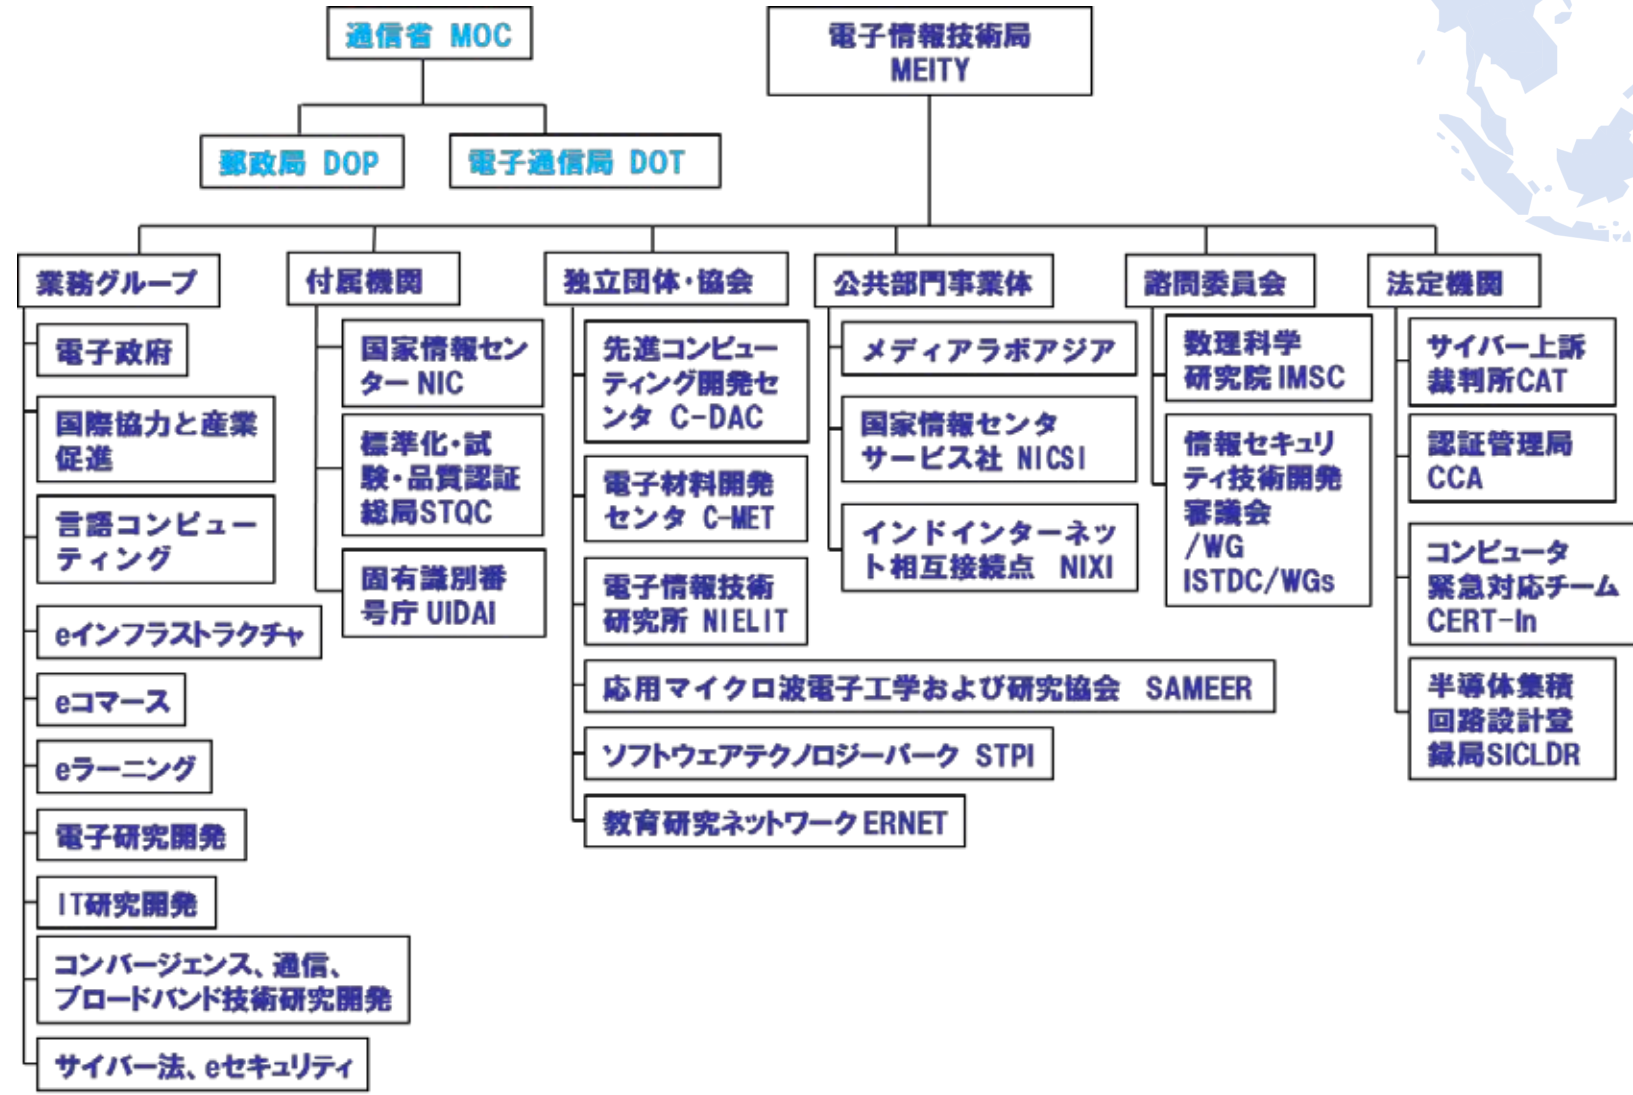 通信省 MOC
郵政局 DOP
電子通信局 DOT
電子情報技術局
MEITY
業務グループ
電子政府
国際協力と産業
促進
言語コンピュー
ティング
eインフラストラクチャ
eコマース
eラーニング
電子研究開発
IT研究開発
コンバージェンス、通信、
ブロードバンド技術研究開発
サイバー法、eセキュリティ
付属機関
国家情報セン
ターNIC
標準化・試
験・品質認証
総局STQC
固有識別番
号庁UIDAI
独立団体・協会
先進コンピュー
ティング開発セ
ンタ C-DAC
電子材料開発
センタ C-MET
電子情報技術
研究所 NIELIT
応用マイクロ波電子工学および研究協会 SAMEER
ソフトウェアテクノロジーパーク STPI
教育研究ネットワークERNET
公共部門事業体
メディアラボアジア
国家情報センタ
サービス社 NICSI
インドインターネッ
ト相互接続点 NIXI
諮問委員会
数理科学
研究院IMSC
情報セキュリ
ティ技術開発
審議会
/WG
ISTDC/WGs
法定機関
サイバー上訴
裁判所CAT
認証管理局
CCA
コンピュータ
緊急対応チーム
CERT-In
半導体集積
回路設計登
録局SICLDR